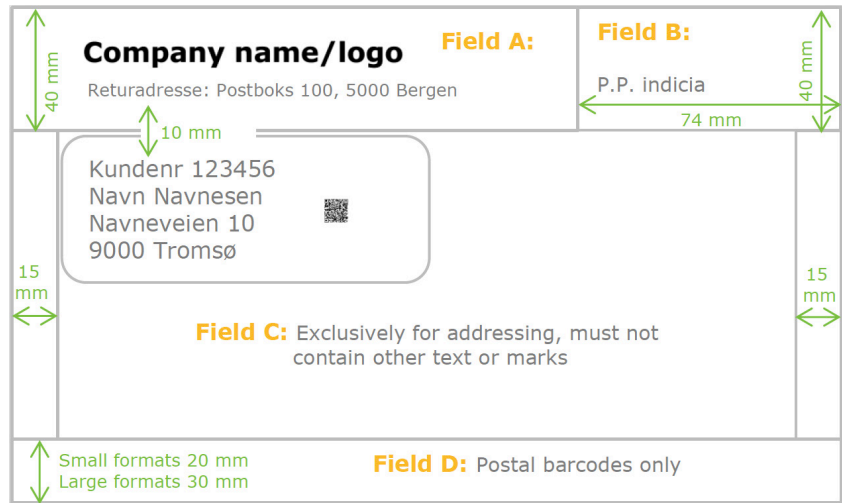 Company name/logo
Field A:
Returadresse: Postboks 100, 5000 Bergen
Field B:
P.P. indicia
40 mm
40 mm
74 mm
10 mm
Kundenr 123456
Navn Navnesen
Navneveien 10
9000 Tromsø
15
mm
15
mm
Field C: Exclusively for addressing, must not
contain other text or marks
Small formats 20 mm
Large formats 30 mm
Field D: Postal barcodes only